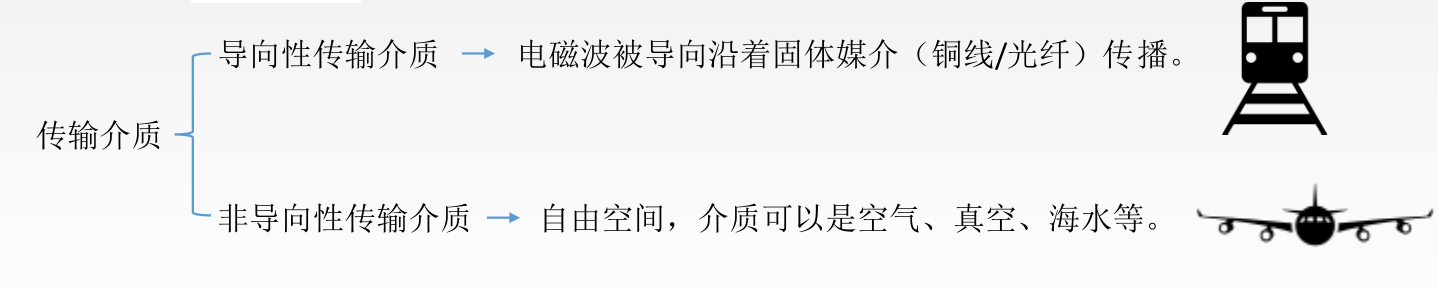 导向性传输介质 电磁波被导向沿着固体媒介（铜线/光纤）传播。
传输介质
非导向性传输介质 自由空间，介质可以是空气、真空、海水等。